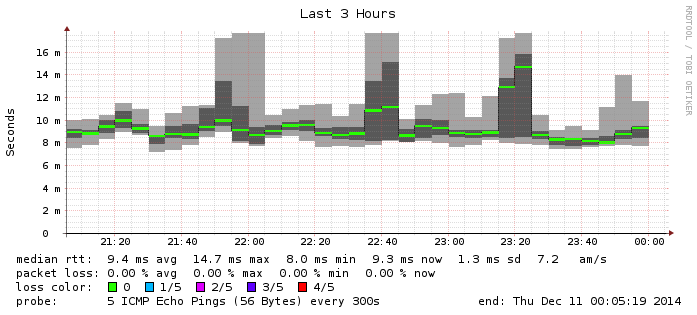 Last 3 Hours
RRDTOOL / TOBI OETIKER
Seconds
16 m
14 m
12 m
10 m
8 m
6 m
4 m
2 m
0
21:20 21:40 22:00 22:20 22:40 23:00 23:20 23:40 00:00
median rtt: 9.4 ms avg 14.7 ms max 8.0 ms min 9.3 ms now 1.3 ms sd 7.2 am/s
packet loss: 0.00 % avg 0.00 % max 0.00 % min 0.00 % now
loss color: 0 1/5 2/5 3/5 4/5
probe: 5 ICMP Echo Pings (56 Bytes) every 300s end: Thu Dec 11 00:05:19 2014